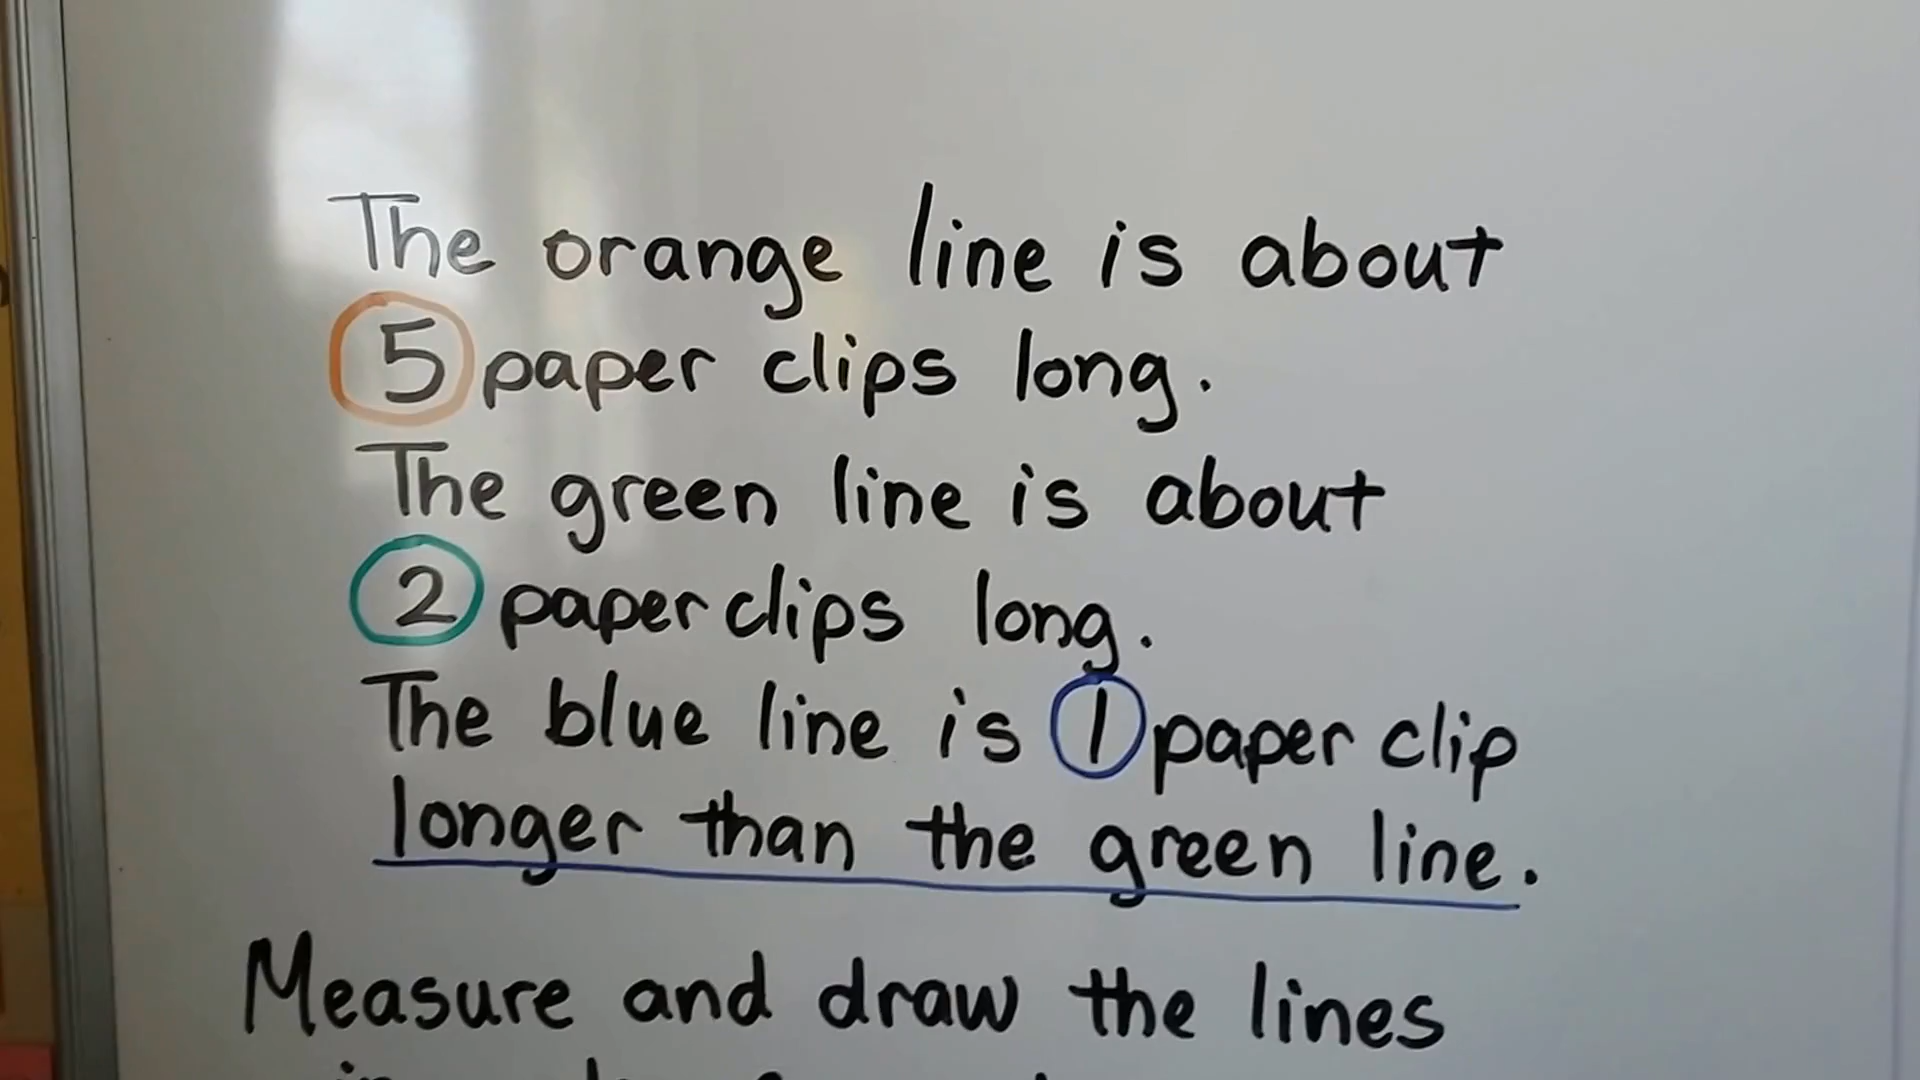 The orange line is about
5 paper clips long.
The green line is about
2 paper clips long.
The blue line is 1 paper clip
longer than the green line.
Measure and draw the lines